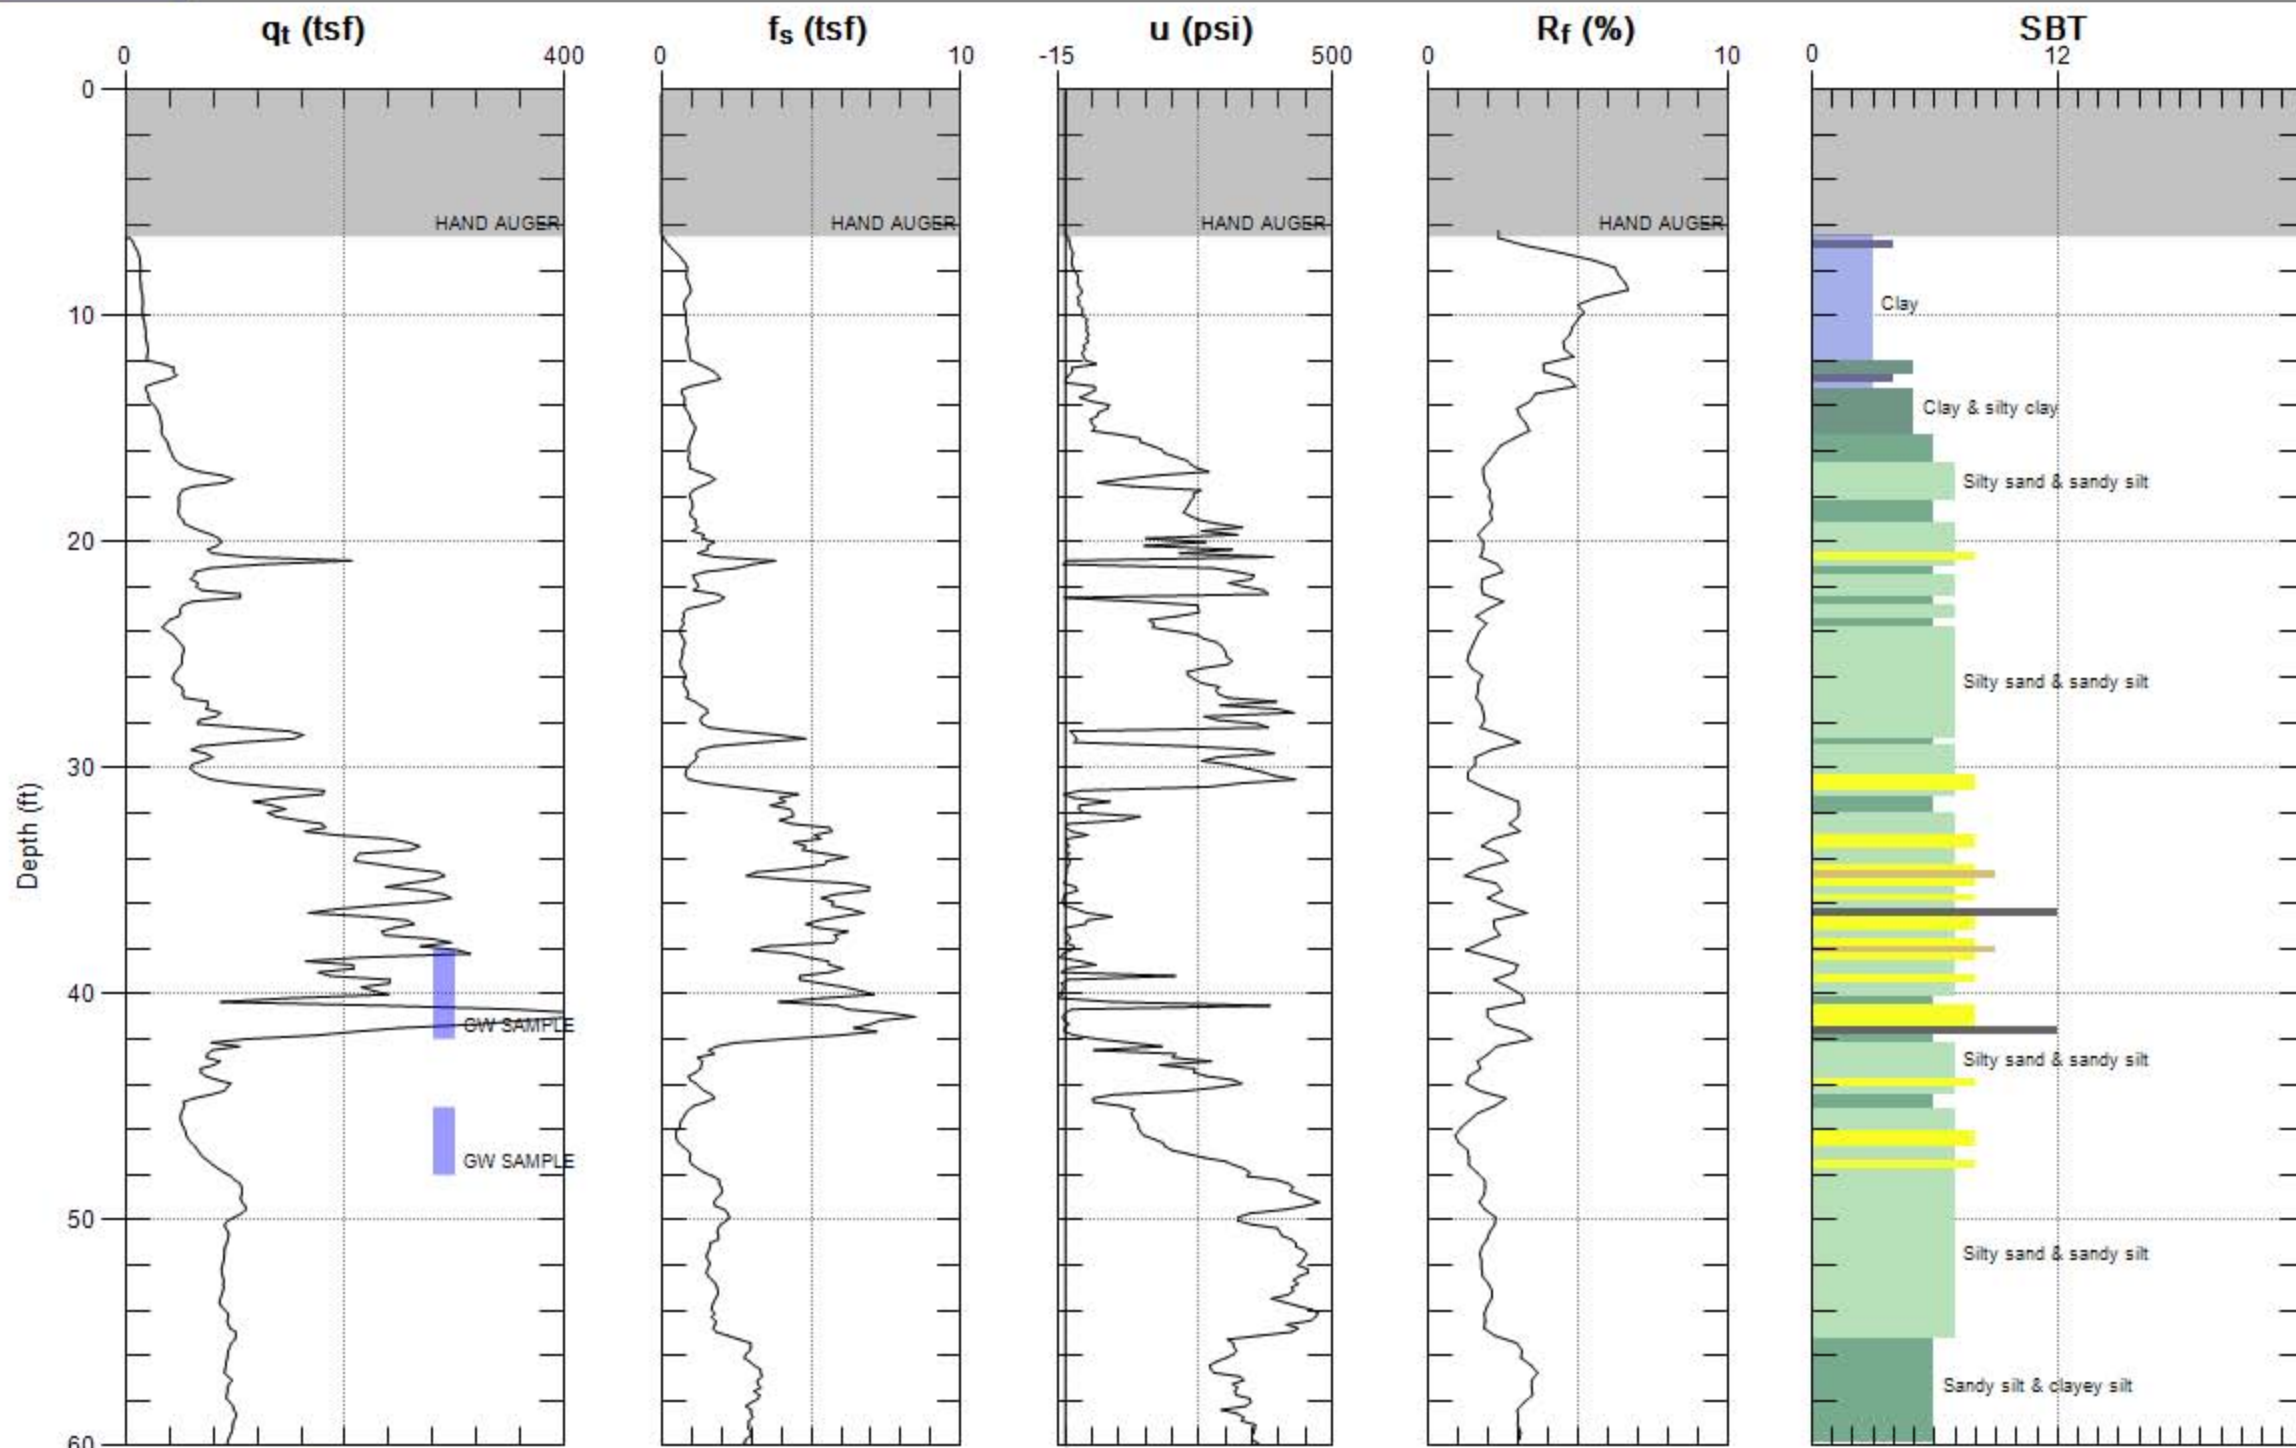 qt (tsf)
fs (tsf)
u (psi)
Rf (%)
SBT
0 400
0 10
-15 500
0 10
0 12
0
HAND AUGER
HAND AUGER
HAND AUGER
HAND AUGER
Clay
10
Clay & silty clay
Silty sand & sandy silt
20
Silty sand & sandy silt
30
Depth (ft)
40
GW SAMPLE
Silty sand & sandy silt
GW SAMPLE
50
Silty sand & sandy silt
Sandy silt & clayey silt
60